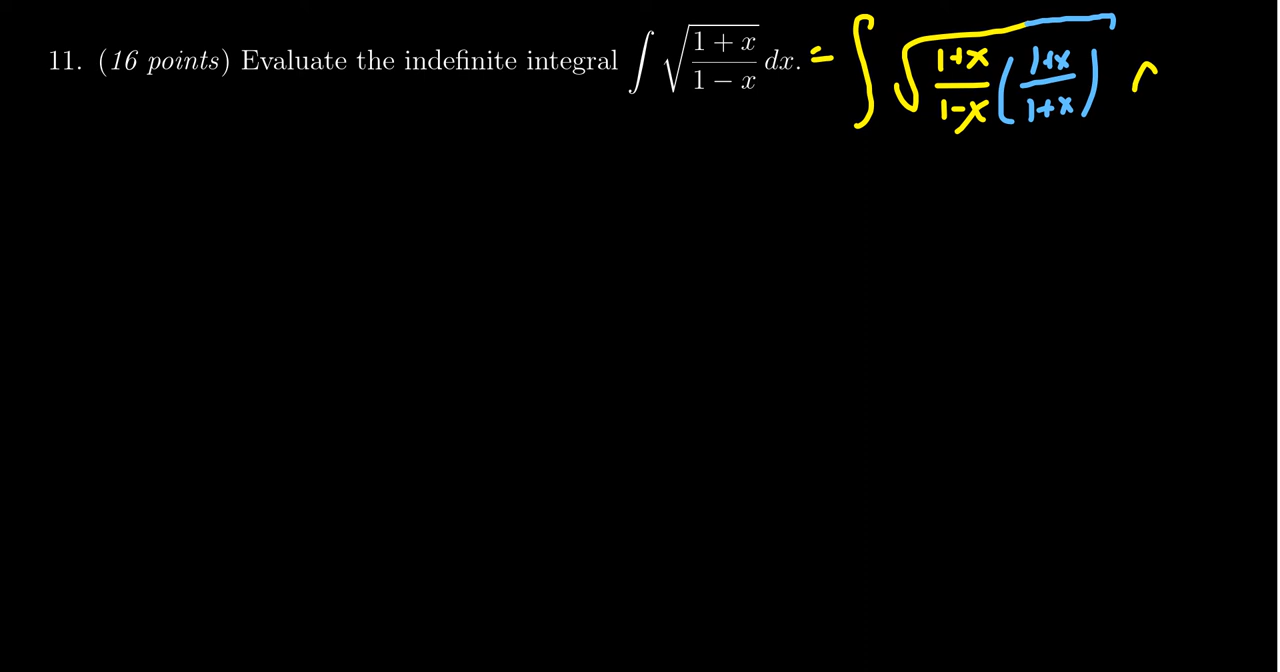 11. (16 points) Evaluate the indefinite integral ∫ √((1 + x)/(1 − x)) dx. = ∫ √((1+x)/(1-x) ((1+x)/(1+x)))